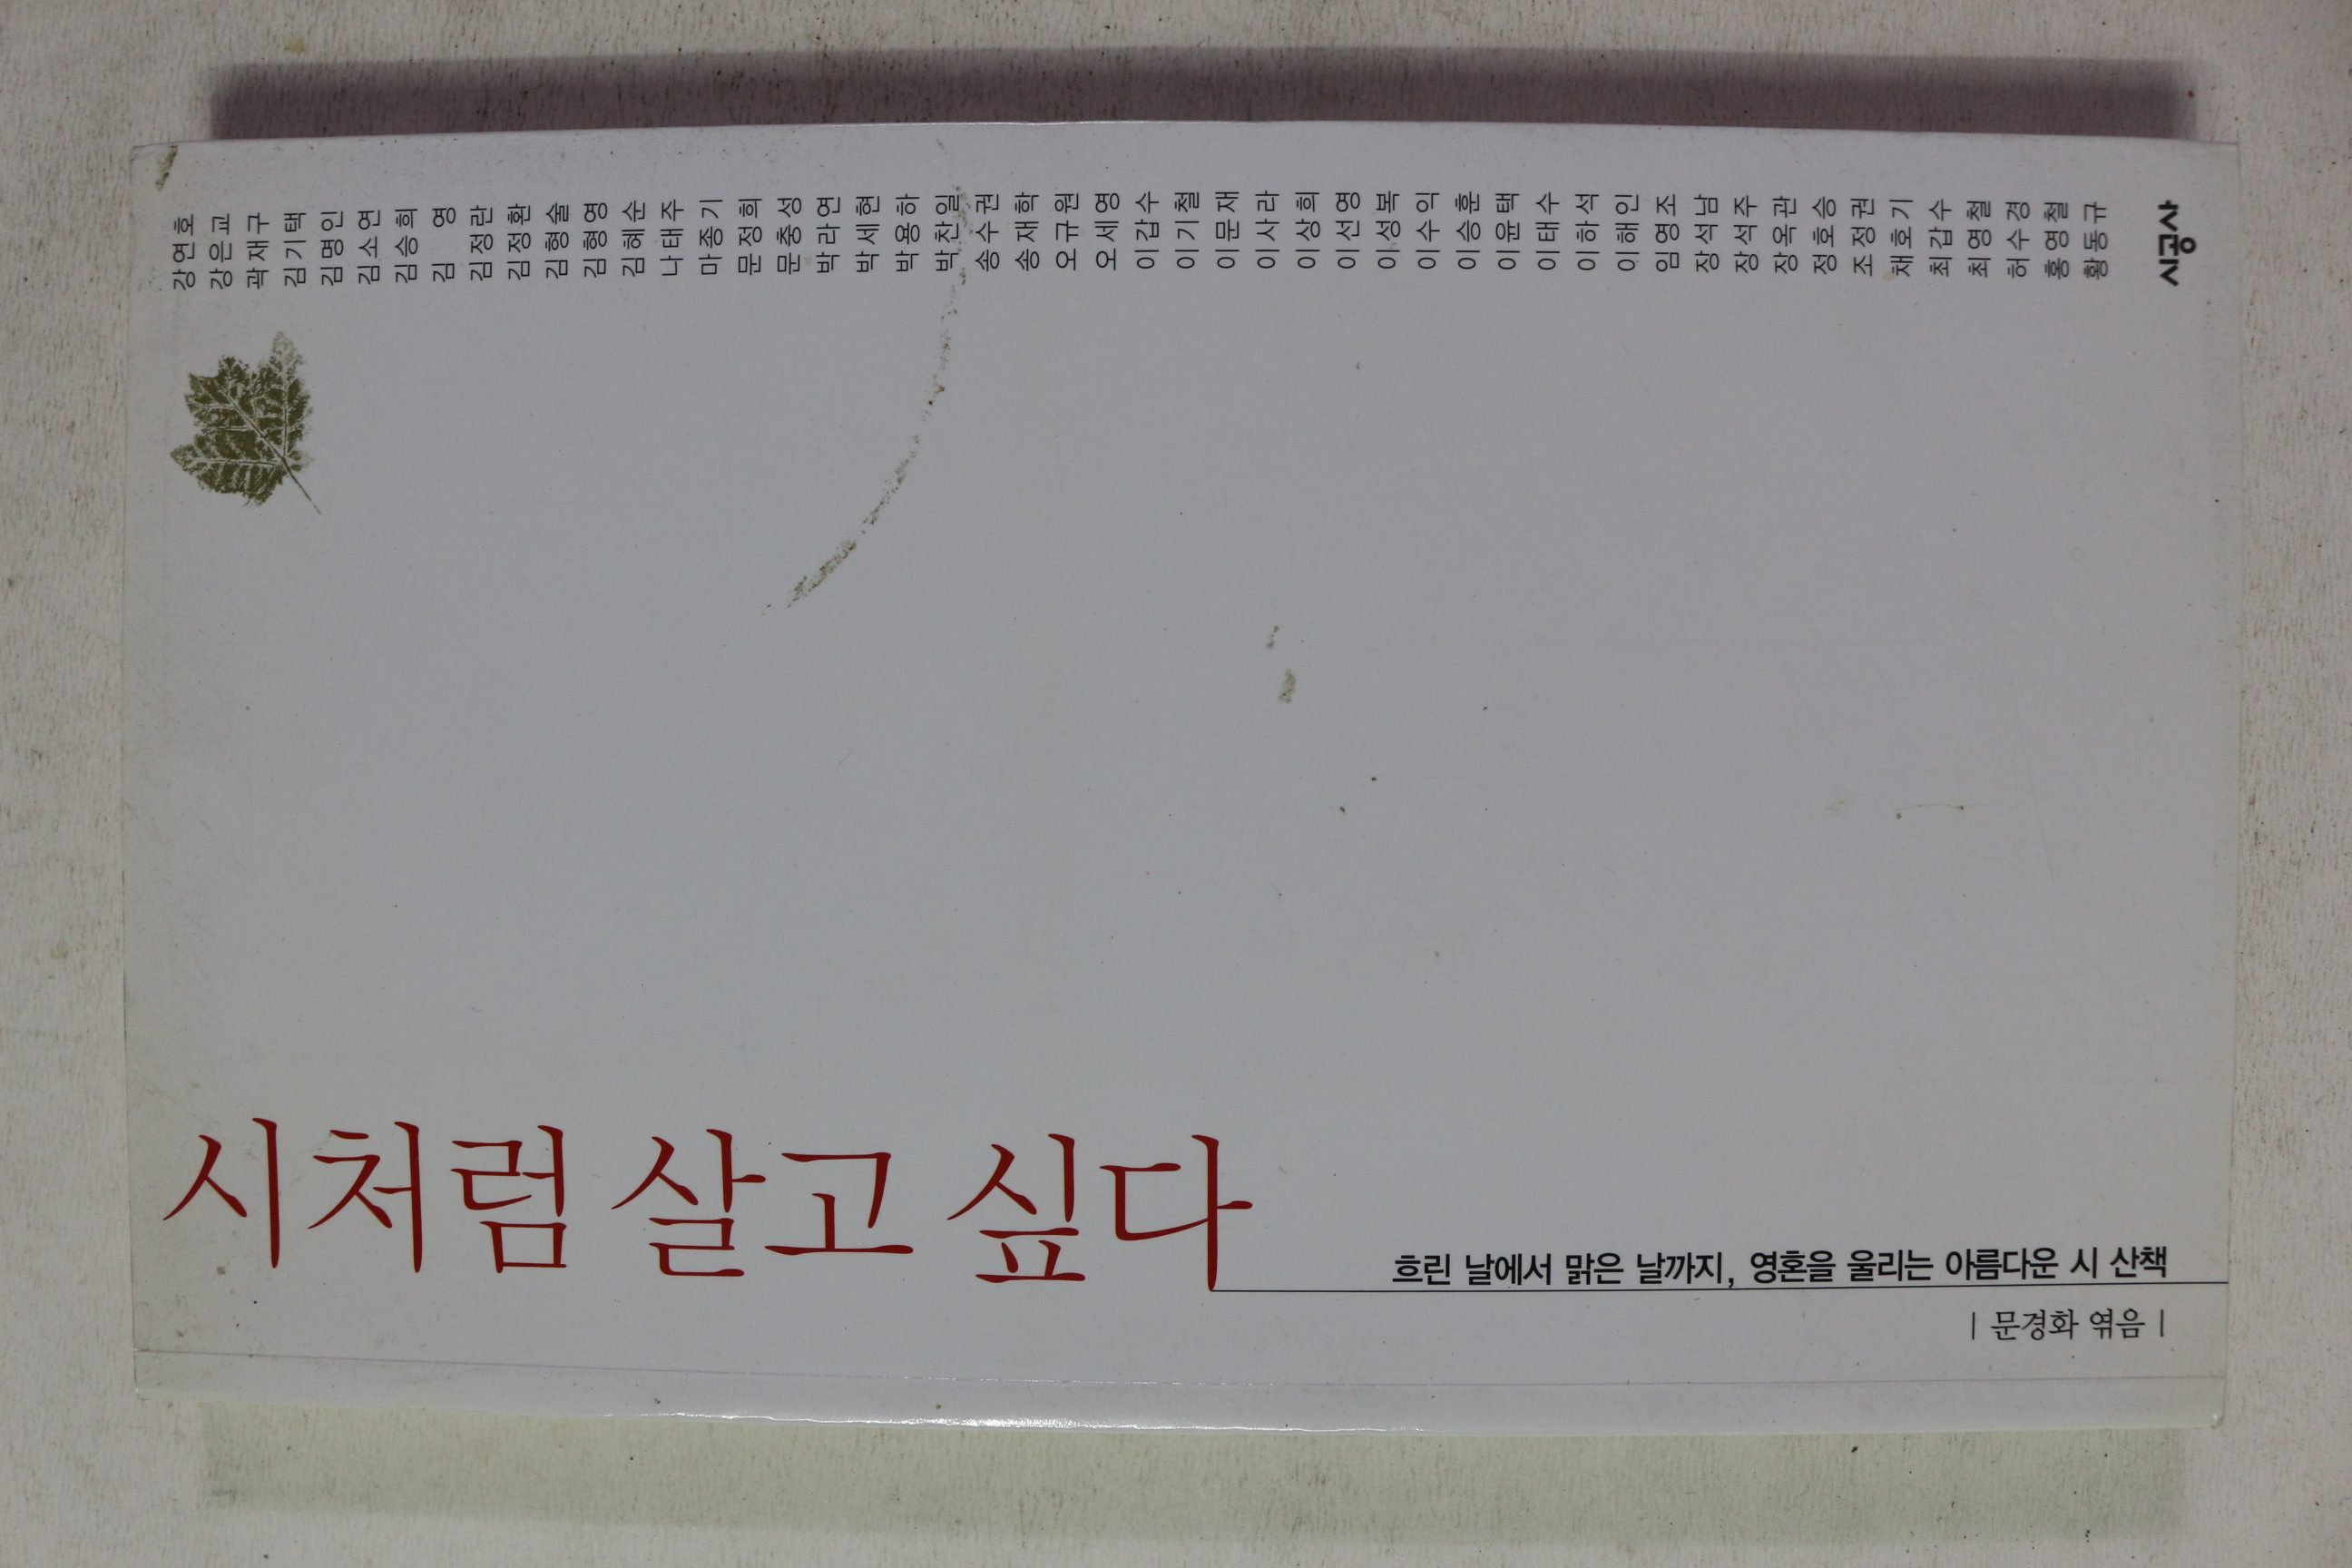 강연호
강은교
곽재구
김기택
김명인
김소연
김승희
김 영
김정란
김정환
김형술
김형영
김혜순
나태주
마종기
문정희
문충성
박라연
박세현
박용하
박찬일
송수권
송재학
오규원
오세영
이갑수
이기철
이문재
이사라
이상희
이선영
이성복
이수익
이승훈
이윤택
이태수
이하석
이해인
임영조
장석남
장석주
장옥관
정호승
조정권
채호기
최갑수
최영철
허수경
홍영철
황동규
시공사
시처럼 살고 싶다
흐린 날에서 맑은 날까지, 영혼을 울리는 아름다운 시 산책
| 문경화 엮음 |